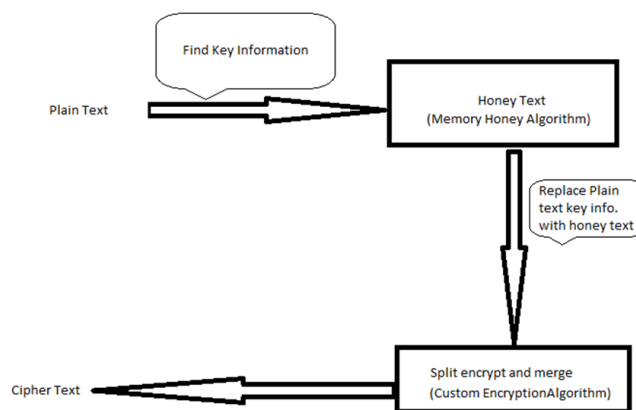 Find Key Information
Plain Text
Honey Text
(Memory Honey Algorithm)
Replace Plain
text key info.
with honey text
Split encrypt and merge
(Custom EncryptionAlgorithm)
Cipher Text